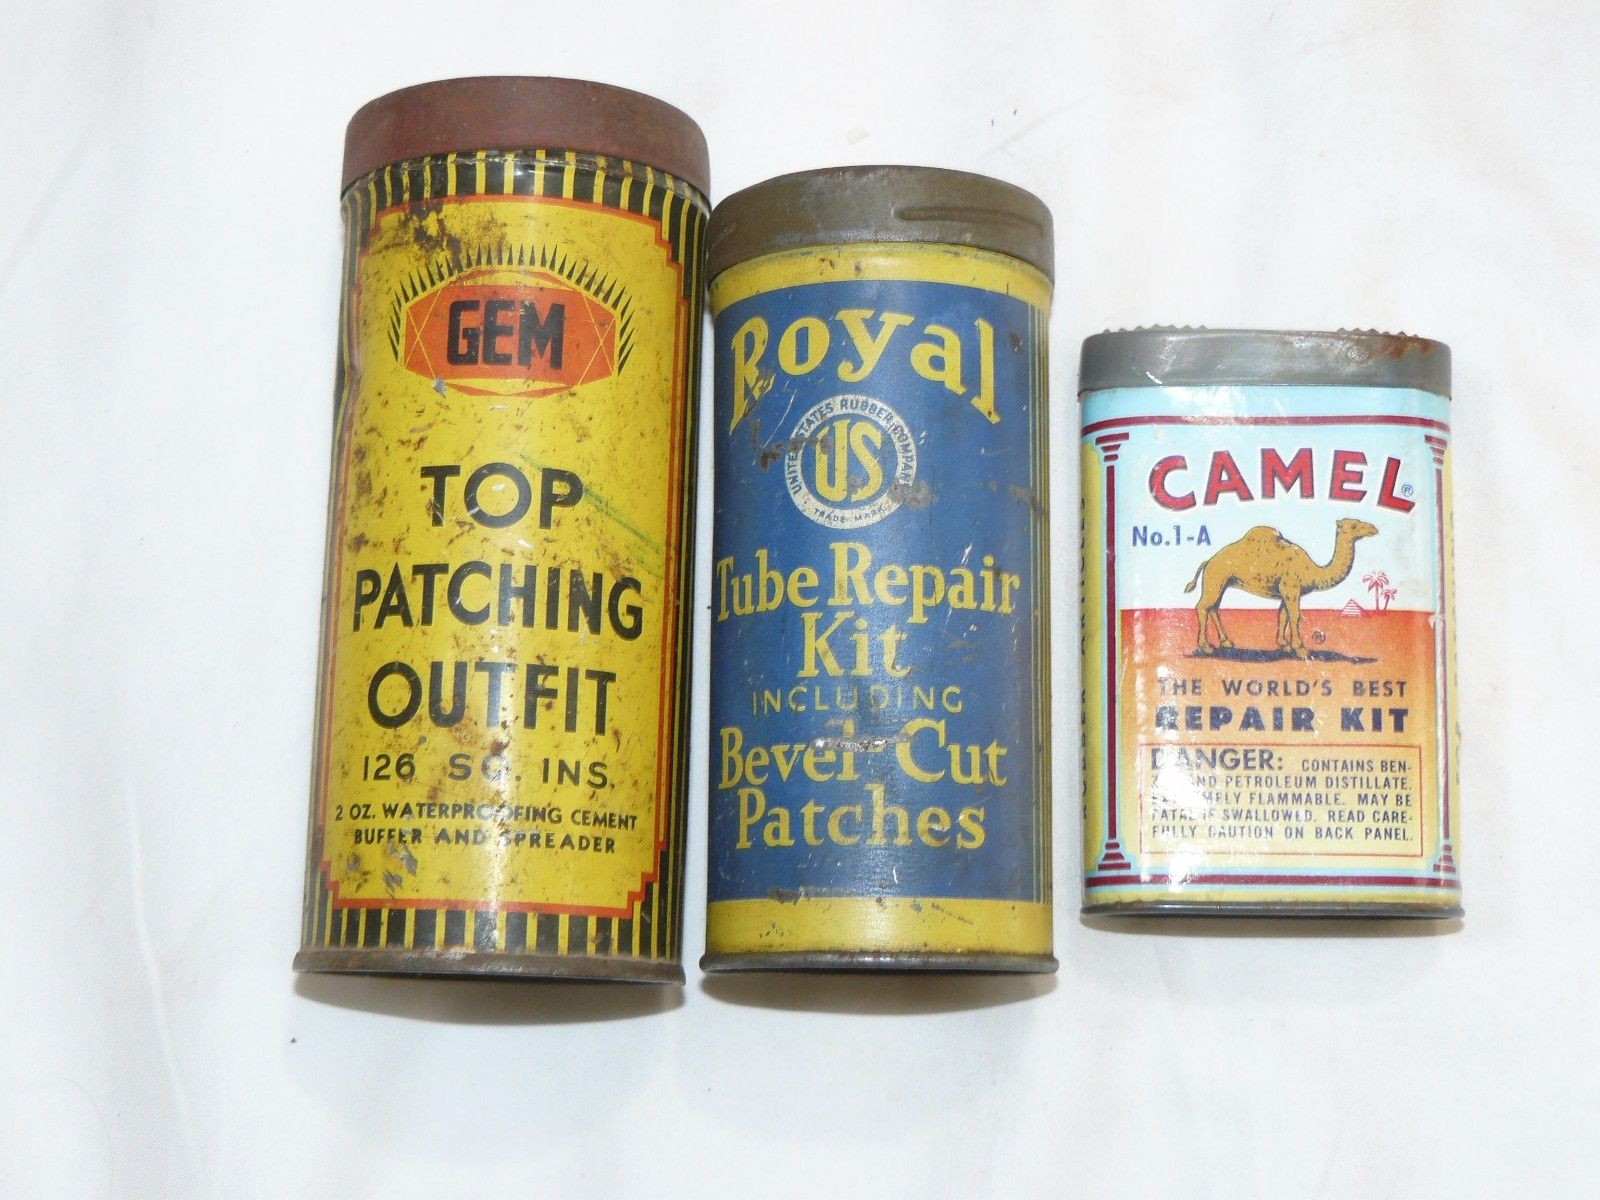 GEM
TOP
PATCHING
OUTFIT
126 SQ. INS.
2 OZ. WATERPROOFING CEMENT
BUFFER AND SPREADER
Royal
UNITED STATES RUBBER COMPANY
US
TRADE MARK
Tube Repair
Kit
INCLUDING
Bevel-Cut
Patches
CAMEL®
No.1-A
®
THE WORLD'S BEST
REPAIR KIT
DANGER: CONTAINS BEN-
AND PETROLEUM DISTILLATE.
EXTREMELY FLAMMABLE. MAY BE
FATAL IF SWALLOWED. READ CARE-
FULLY CAUTION ON BACK PANEL.